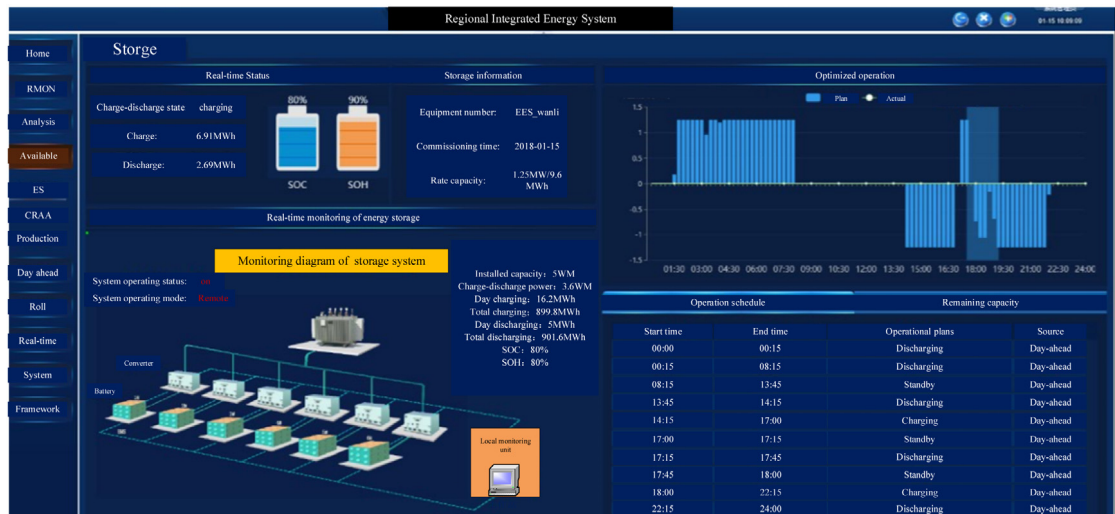 Regional Integrated Energy System
01-15 10:09:09
Home
RMON
Analysis
Available
ES
CRAA
Production
Day ahead
Roll
Real-time
System
Framework
Storge
Real-time Status
Storage information
Charge-discharge state charging
Charge: 6.91MWh
Discharge: 2.69MWh
80%
90%
SOC
SOH
Equipment number: EES_wanli
Commissioning time: 2018-01-15
Rate capacity: 1.25MW/9.6
MWh
Real-time monitoring of energy storage
Monitoring diagram of storage system
System operating status: on
System operating mode: Remote
Installed capacity: 5WM
Charge-discharge power: 3.6WM
Day charging: 16.2MWh
Total charging: 899.8MWh
Day discharging: 5MWh
Total discharging: 901.6MWh
SOC: 80%
SOH: 80%
Converter
Battery
Local monitoring
unit
Optimized operation
Plan Actual
1.5
1
0.5
0
-0.5
-1
-1.5
01:30 03:00 04:30 06:00 07:30 09:00 10:30 12:00 13:30 15:00 16:30 18:00 19:30 21:00 22:30 24:00
Operation schedule Remaining capacity
Start time End time Operational plans Source
00:00 00:15 Discharging Day-ahead
00:15 08:15 Discharging Day-ahead
08:15 13:45 Standby Day-ahead
13:45 14:15 Discharging Day-ahead
14:15 17:00 Charging Day-ahead
17:00 17:15 Standby Day-ahead
17:15 17:45 Discharging Day-ahead
17:45 18:00 Standby Day-ahead
18:00 22:15 Charging Day-ahead
22:15 24:00 Discharging Day-ahead